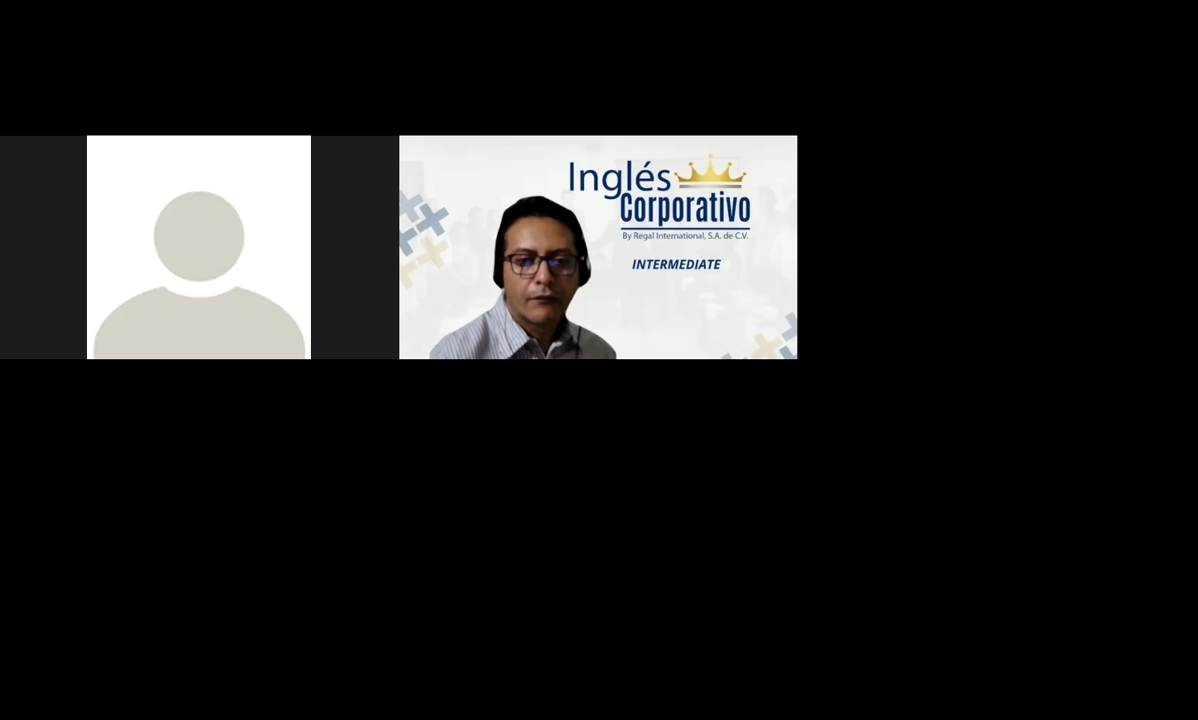 Inglés
Corporativo
By Regal International, S.A. de C.V.
INTERMEDIATE